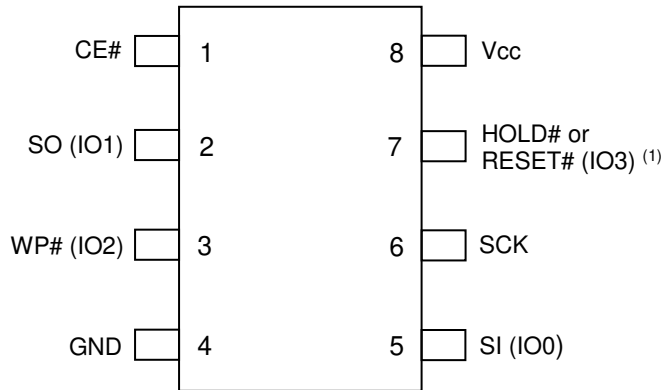 CE# 1 8 Vcc
SO (IO1) 2 7 HOLD# or
RESET# (IO3) (1)
WP# (IO2) 3 6 SCK
GND 4 5 SI (IO0)